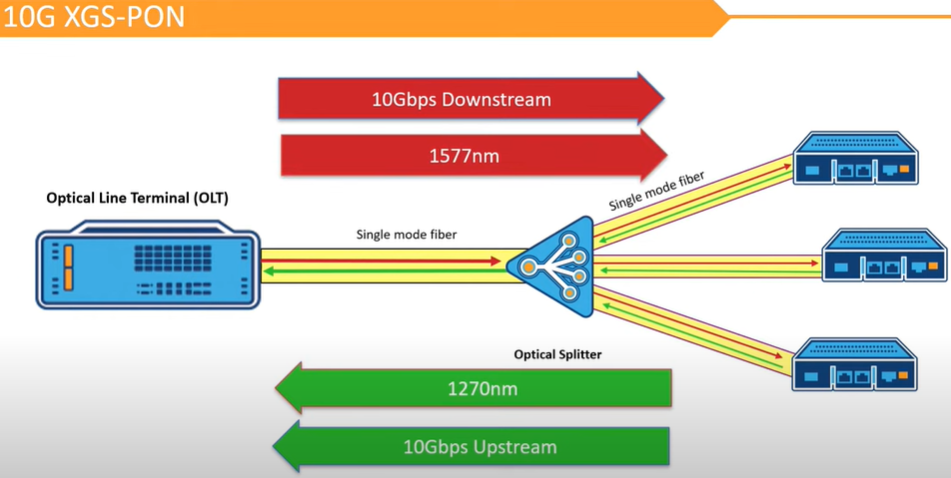 10G XGS-PON
10Gbps Downstream
1577nm
Optical Line Terminal (OLT)
Single mode fiber
Single mode fiber
Optical Splitter
1270nm
10Gbps Upstream